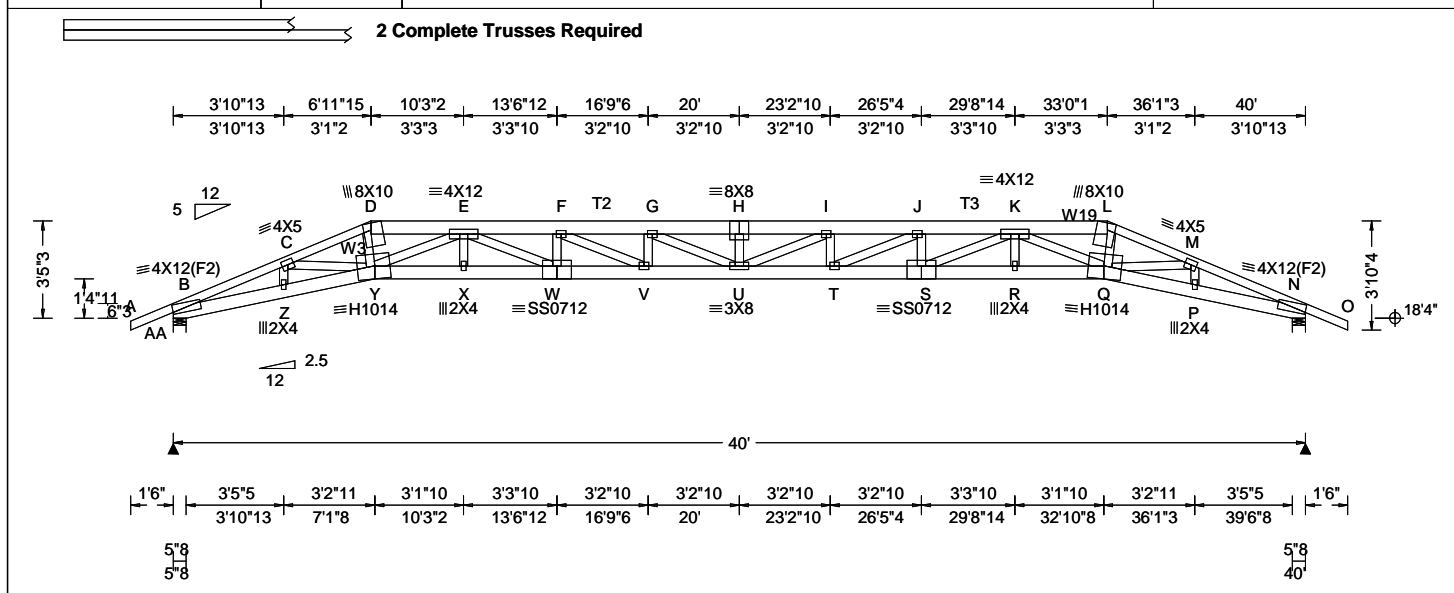 2 Complete Trusses Required
3'10"13 6'11"15 10'3"2 13'6"12 16'9"6 20' 23'2"10 26'5"4 29'8"14 33'0"1 36'1"3 40'
3'10"13 3'1"2 3'3"3 3'3"10 3'2"10 3'2"10 3'2"10 3'2"10 3'3"10 3'3"3 3'1"2 3'10"13
≡4X12
12 |||8X10 ≡4X12 ≡8X8 |||8X10
5 D E F T2 G H I J T3 K L
W19
≡4X5 ≡4X5
C W3 M
≡4X12(F2) ≡4X12(F2)
B N
3'5"3 1'4"11 6"3 3'10"4
A O
AA Z Y X W V U T S R Q P
18'4"
≡H1014 |||2X4 ≡SS0712 ≡3X8 ≡SS0712 |||2X4 ≡H1014
|||2X4 |||2X4
2.5
12
40'
1'6" 3'5"5 3'2"11 3'1"10 3'3"10 3'2"10 3'2"10 3'2"10 3'2"10 3'3"10 3'1"10 3'2"11 3'5"5 1'6"
3'10"13 7'1"8 10'3"2 13'6"12 16'9"6 20' 23'2"10 26'5"4 29'8"14 32'10"8 36'1"3 39'6"8
5"8 5"8
5"8 40'